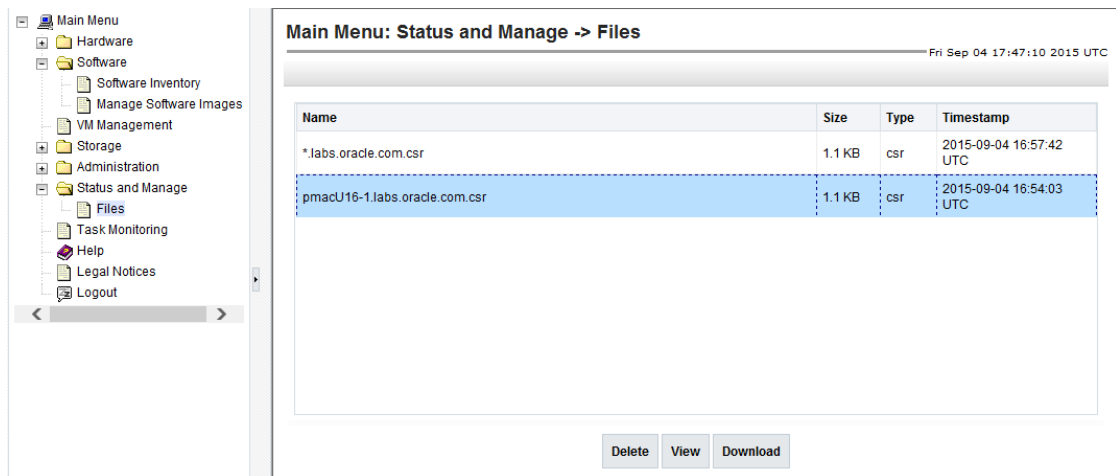 Main Menu
Hardware
Software
Software Inventory
Manage Software Images
VM Management
Storage
Administration
Status and Manage
Files
Task Monitoring
Help
Legal Notices
Logout
Main Menu: Status and Manage -> Files
Fri Sep 04 17:47:10 2015 UTC
Name Size Type Timestamp
*.labs.oracle.com.csr 1.1 KB csr 2015-09-04 16:57:42
UTC
pmacU16-1.labs.oracle.com.csr 1.1 KB csr 2015-09-04 16:54:03
UTC
Delete View Download